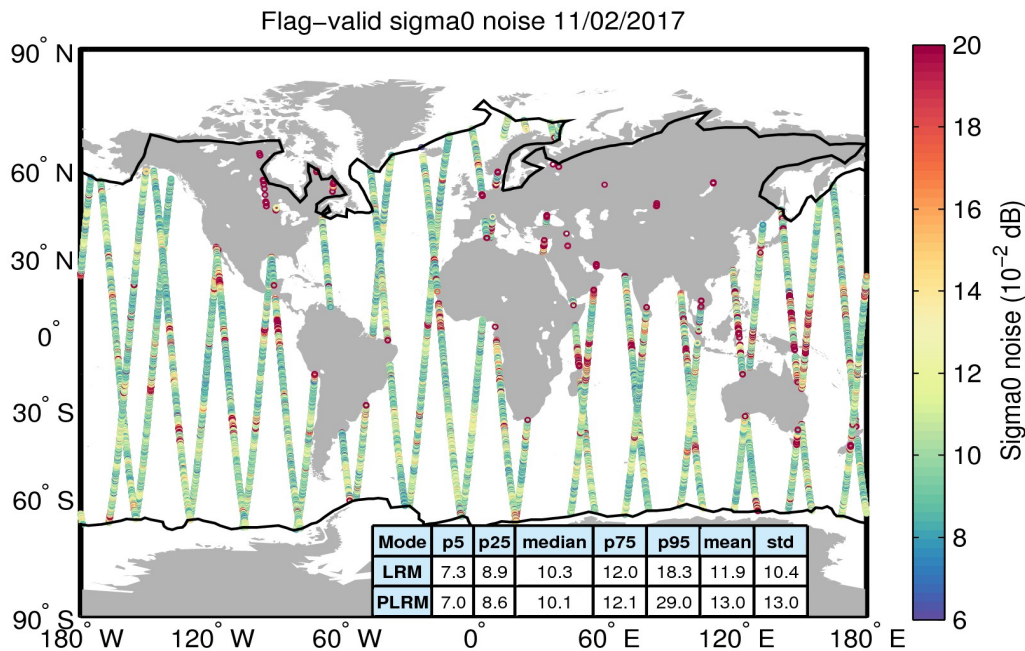 Flag−valid sigma0 noise 11/02/2017
90° N
60° N
30° N
0°
30° S
60° S
90° S
180° W
120° W
60° W
0°
60° E
120° E
180° E
Mode p5 p25 median p75 p95 mean std
LRM 7.3 8.9 10.3 12.0 18.3 11.9 10.4
PLRM 7.0 8.6 10.1 12.1 29.0 13.0 13.0
20
18
16
14
12
10
8
6
Sigma0 noise (10⁻² dB)